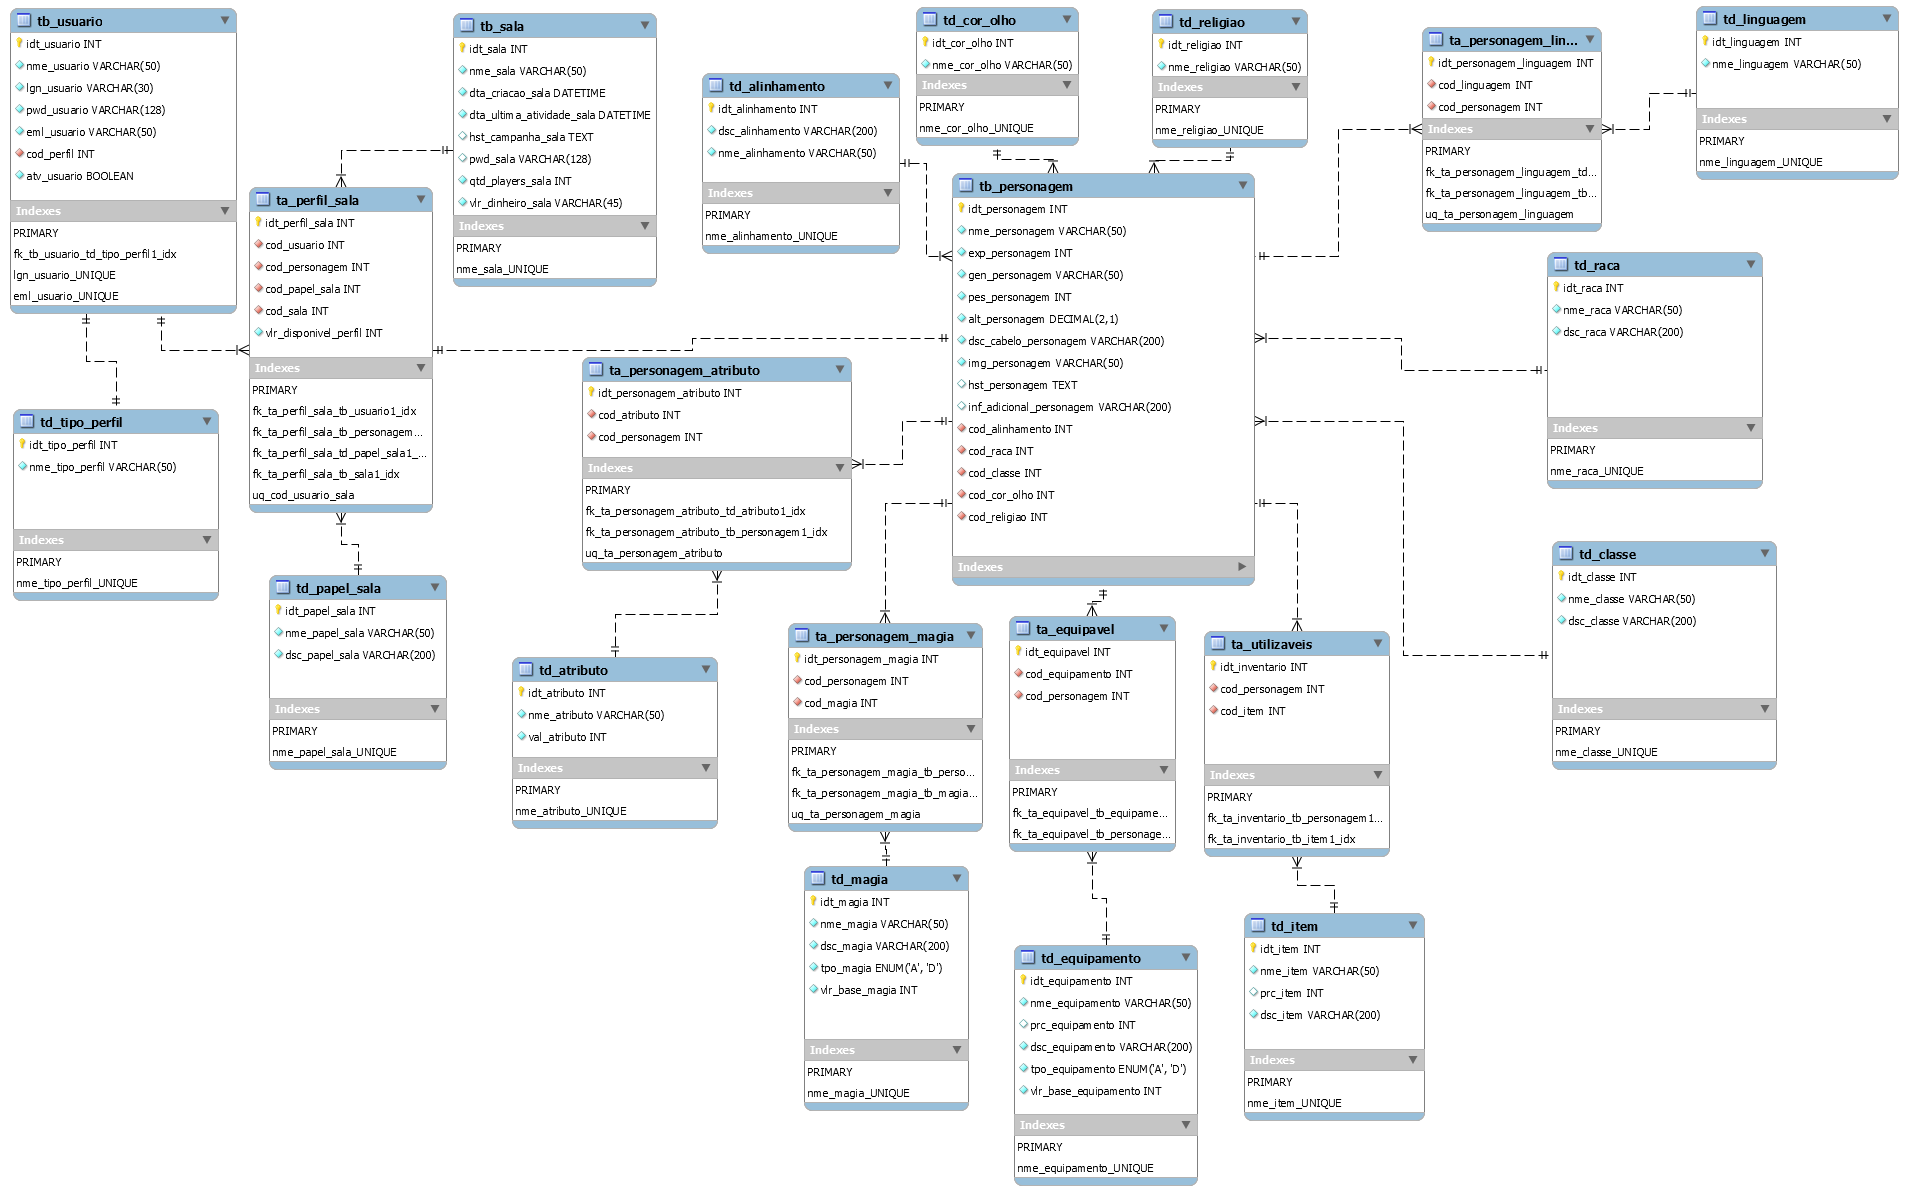 tb_usuario
idt_usuario INT
nme_usuario VARCHAR(50)
lgn_usuario VARCHAR(30)
pwd_usuario VARCHAR(128)
eml_usuario VARCHAR(50)
cod_perfil INT
atv_usuario BOOLEAN
Indexes
PRIMARY
fk_tb_usuario_td_tipo_perfil1_idx
lgn_usuario_UNIQUE
eml_usuario_UNIQUE
tb_sala
idt_sala INT
nme_sala VARCHAR(50)
dta_criacao_sala DATETIME
dta_ultima_atividade_sala DATETIME
hst_campanha_sala TEXT
pwd_sala VARCHAR(128)
qtd_players_sala INT
vlr_dinheiro_sala VARCHAR(45)
Indexes
PRIMARY
nme_sala_UNIQUE
td_cor_olho
idt_cor_olho INT
nme_cor_olho VARCHAR(50)
Indexes
PRIMARY
nme_cor_olho_UNIQUE
td_religiao
idt_religiao INT
nme_religiao VARCHAR(50)
Indexes
PRIMARY
nme_religiao_UNIQUE
ta_personagem_lin...
idt_personagem_linguagem INT
cod_linguagem INT
cod_personagem INT
Indexes
PRIMARY
fk_ta_personagem_linguagem_td...
fk_ta_personagem_linguagem_tb...
uq_ta_personagem_linguagem
td_linguagem
idt_linguagem INT
nme_linguagem VARCHAR(50)
Indexes
PRIMARY
nme_linguagem_UNIQUE
td_alinhamento
idt_alinhamento INT
dsc_alinhamento VARCHAR(200)
nme_alinhamento VARCHAR(50)
Indexes
PRIMARY
nme_alinhamento_UNIQUE
ta_perfil_sala
idt_perfil_sala INT
cod_usuario INT
cod_personagem INT
cod_papel_sala INT
cod_sala INT
vlr_disponivel_perfil INT
Indexes
PRIMARY
fk_ta_perfil_sala_tb_usuario1_idx
fk_ta_perfil_sala_tb_personagem...
fk_ta_perfil_sala_td_papel_sala1_...
fk_ta_perfil_sala_tb_sala1_idx
uq_cod_usuario_sala
tb_personagem
idt_personagem INT
nme_personagem VARCHAR(50)
exp_personagem INT
gen_personagem VARCHAR(50)
pes_personagem INT
alt_personagem DECIMAL(2,1)
dsc_cabelo_personagem VARCHAR(200)
img_personagem VARCHAR(50)
hst_personagem TEXT
inf_adicional_personagem VARCHAR(200)
cod_alinhamento INT
cod_raca INT
cod_classe INT
cod_cor_olho INT
cod_religiao INT
Indexes
td_raca
idt_raca INT
nme_raca VARCHAR(50)
dsc_raca VARCHAR(200)
Indexes
PRIMARY
nme_raca_UNIQUE
ta_personagem_atributo
idt_personagem_atributo INT
cod_atributo INT
cod_personagem INT
Indexes
PRIMARY
fk_ta_personagem_atributo_td_atributo1_idx
fk_ta_personagem_atributo_tb_personagem1_idx
uq_ta_personagem_atributo
td_tipo_perfil
idt_tipo_perfil INT
nme_tipo_perfil VARCHAR(50)
Indexes
PRIMARY
nme_tipo_perfil_UNIQUE
td_papel_sala
idt_papel_sala INT
nme_papel_sala VARCHAR(50)
dsc_papel_sala VARCHAR(200)
Indexes
PRIMARY
nme_papel_sala_UNIQUE
td_classe
idt_classe INT
nme_classe VARCHAR(50)
dsc_classe VARCHAR(200)
Indexes
PRIMARY
nme_classe_UNIQUE
td_atributo
idt_atributo INT
nme_atributo VARCHAR(50)
val_atributo INT
Indexes
PRIMARY
nme_atributo_UNIQUE
ta_personagem_magia
idt_personagem_magia INT
cod_personagem INT
cod_magia INT
Indexes
PRIMARY
fk_ta_personagem_magia_tb_perso...
fk_ta_personagem_magia_tb_magia...
uq_ta_personagem_magia
ta_equipavel
idt_equipavel INT
cod_equipamento INT
cod_personagem INT
Indexes
PRIMARY
fk_ta_equipavel_tb_equipame...
fk_ta_equipavel_tb_personage...
ta_utilizaveis
idt_inventario INT
cod_personagem INT
cod_item INT
Indexes
PRIMARY
fk_ta_inventario_tb_personagem1...
fk_ta_inventario_tb_item1_idx
td_magia
idt_magia INT
nme_magia VARCHAR(50)
dsc_magia VARCHAR(200)
tpo_magia ENUM('A', 'D')
vlr_base_magia INT
Indexes
PRIMARY
nme_magia_UNIQUE
td_equipamento
idt_equipamento INT
nme_equipamento VARCHAR(50)
prc_equipamento INT
dsc_equipamento VARCHAR(200)
tpo_equipamento ENUM('A', 'D')
vlr_base_equipamento INT
Indexes
PRIMARY
nme_equipamento_UNIQUE
td_item
idt_item INT
nme_item VARCHAR(50)
prc_item INT
dsc_item VARCHAR(200)
Indexes
PRIMARY
nme_item_UNIQUE